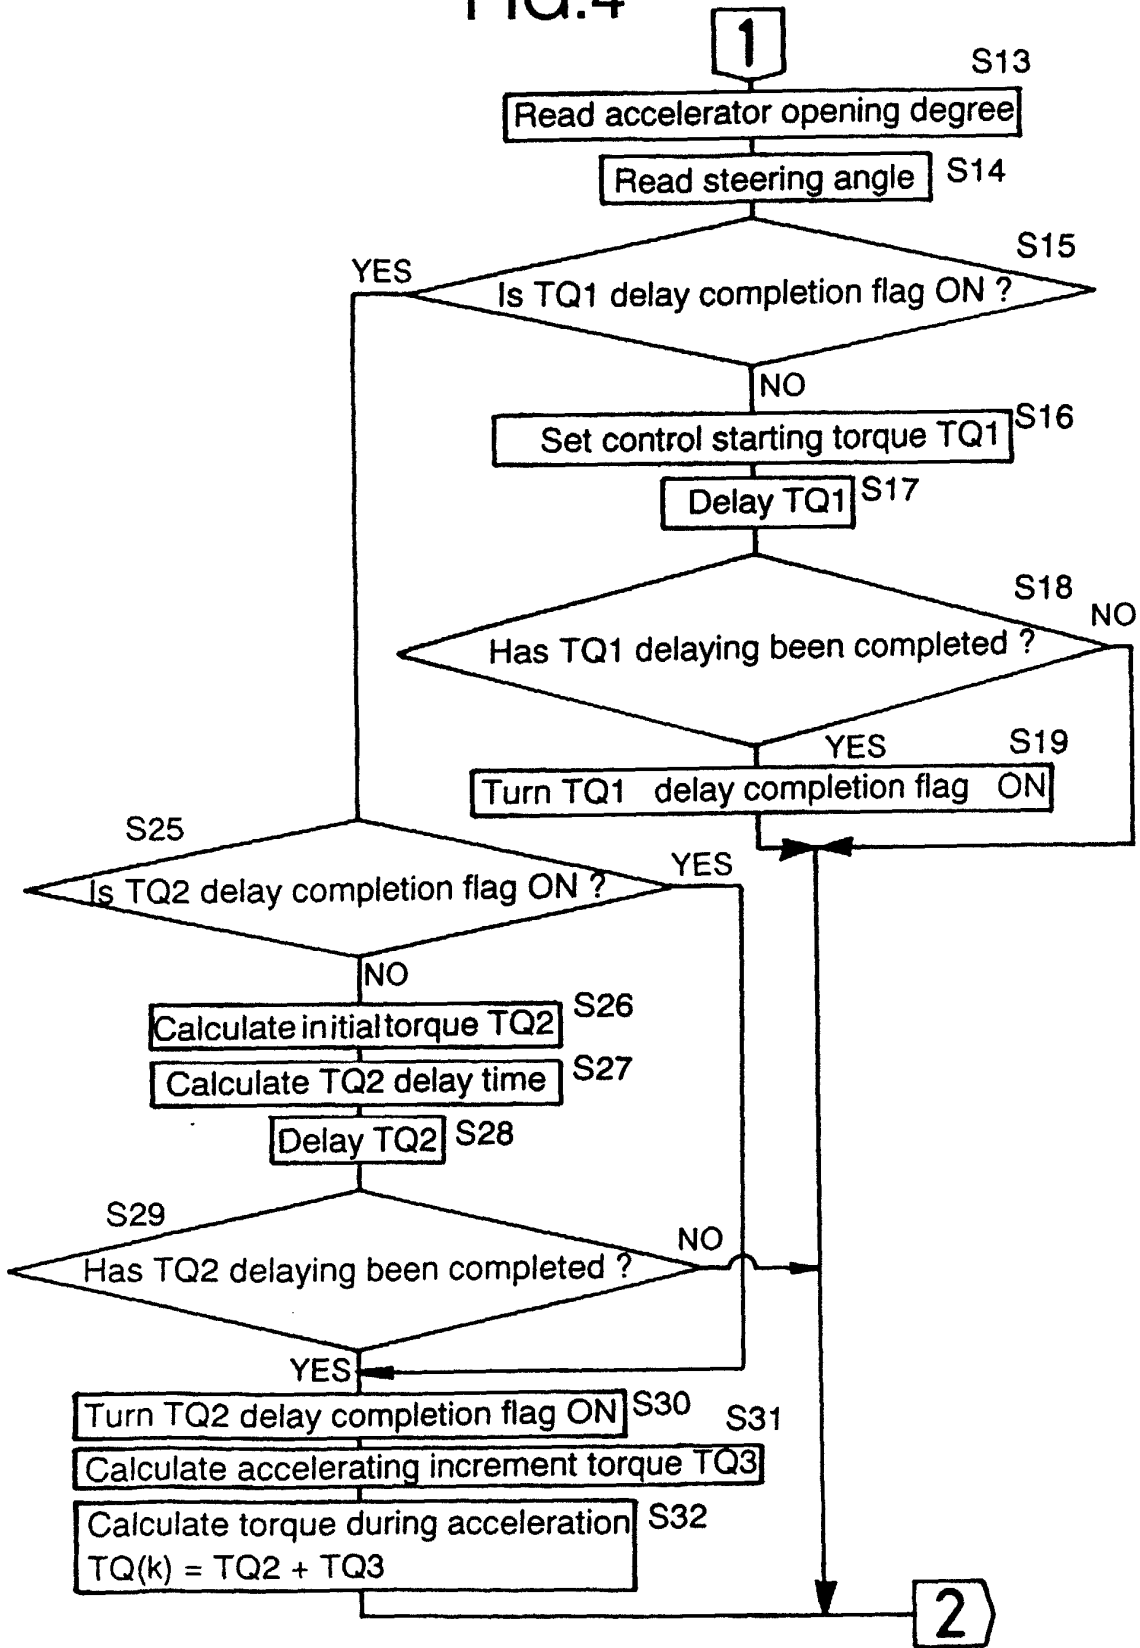 FIG.4
1
S13
Read accelerator opening degree
Read steering angle
S14
S15
YES
Is TQ1 delay completion flag ON ?
NO
S16
Set control starting torque TQ1
Delay TQ1
S17
S18
NO
Has TQ1 delaying been completed ?
YES
S19
Turn TQ1 delay completion flag ON
S25
YES
Is TQ2 delay completion flag ON ?
NO
S26
Calculate initial torque TQ2
Calculate TQ2 delay time
S27
Delay TQ2
S28
S29
NO
Has TQ2 delaying been completed ?
YES
Turn TQ2 delay completion flag ON
S30
S31
Calculate accelerating increment torque TQ3
Calculate torque during acceleration
S32
TQ(k) = TQ2 + TQ3
2